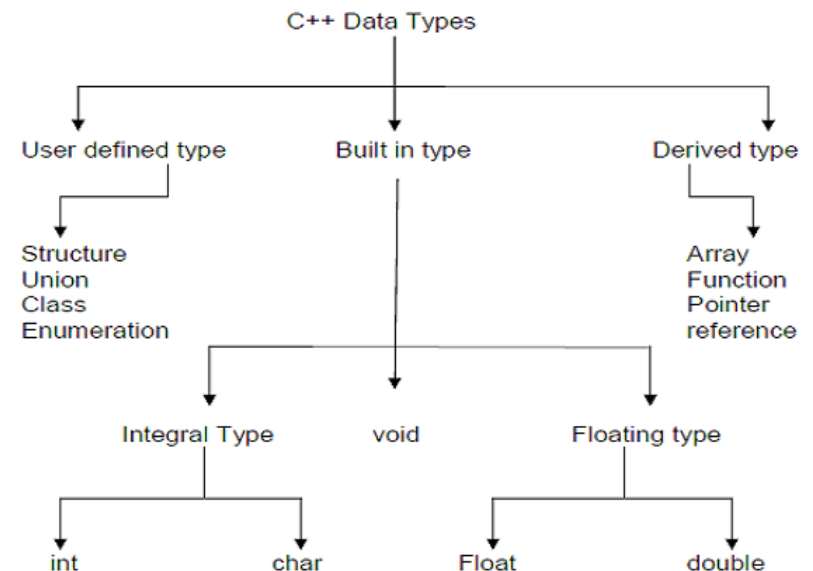 C++ Data Types
User defined type
Built in type
Derived type
Structure
Union
Class
Enumeration
Array
Function
Pointer
reference
Integral Type
void
Floating type
int
char
Float
double